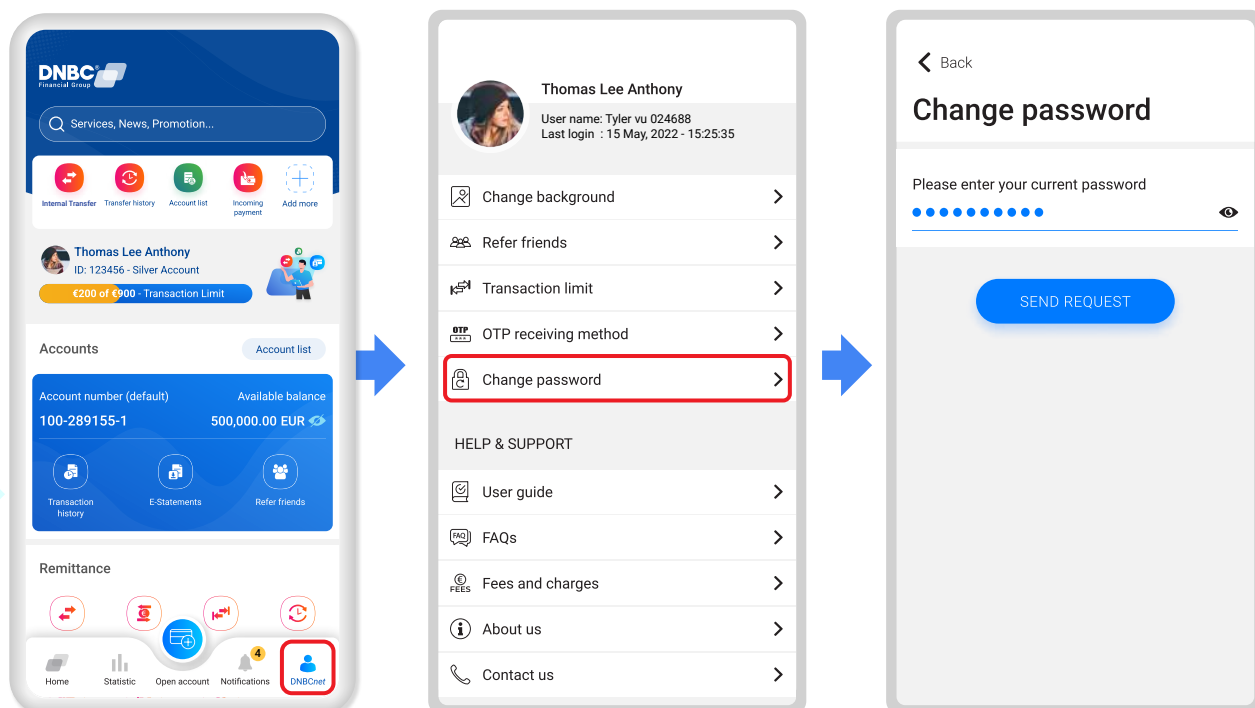 DNBC
Financial Group
Services, News, Promotion...
Internal Transfer
Transfer history
Account list
Incoming
payment
Add more
Thomas Lee Anthony
ID: 123456 - Silver Account
€200 of €900 - Transaction Limit
Accounts
Account list
Account number (default)
Available balance
100-289155-1
500,000.00 EUR
Transaction
history
E-Statements
Refer friends
Remittance
Home
Statistic
Open account
4
Notifications
DNBCnet
Thomas Lee Anthony
User name: Tyler vu 024688
Last login : 15 May, 2022 - 15:25:35
Change background
Refer friends
Transaction limit
OTP
OTP receiving method
Change password
HELP & SUPPORT
User guide
FAQ
FAQs
FEES
Fees and charges
About us
Contact us
Back
Change password
Please enter your current password
SEND REQUEST